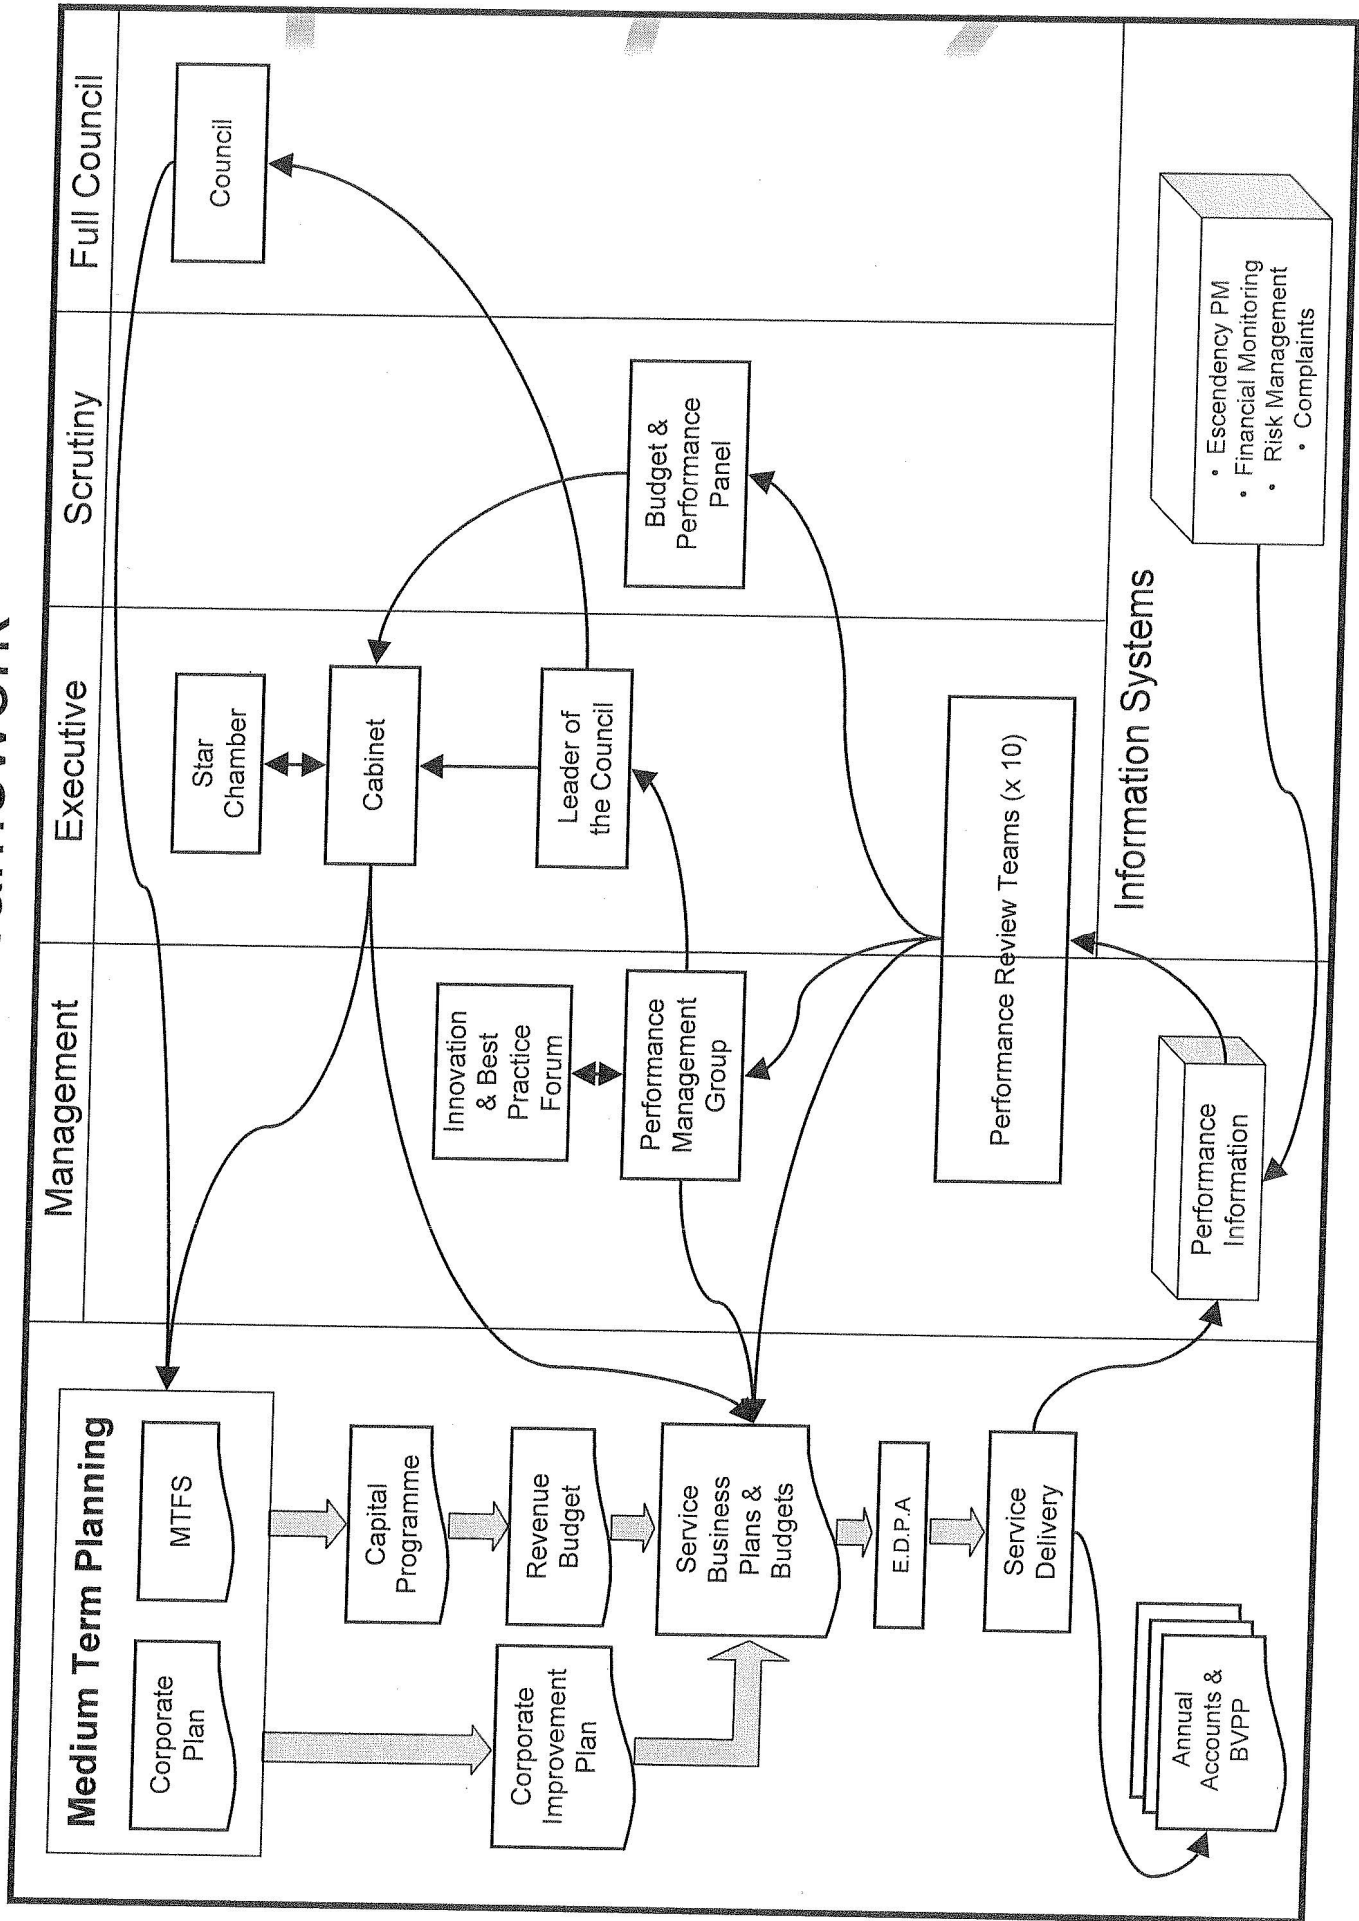 Management
Executive
Scrutiny
Full Council
Medium Term Planning
Corporate
Plan
MTFS
Star
Chamber
Council
Cabinet
Capital
Programme
Innovation
& Best
Practice
Forum
Leader of
the Council
Corporate
Improvement
Plan
Revenue
Budget
Performance
Management
Group
Budget &
Performance
Panel
Service
Business
Plans &
Budgets
E.D.P.A
Performance Review Teams (x 10)
Service
Delivery
Information Systems
Annual
Accounts &
BVPP
Performance
Information
• Escendency PM
• Financial Monitoring
• Risk Management
• Complaints